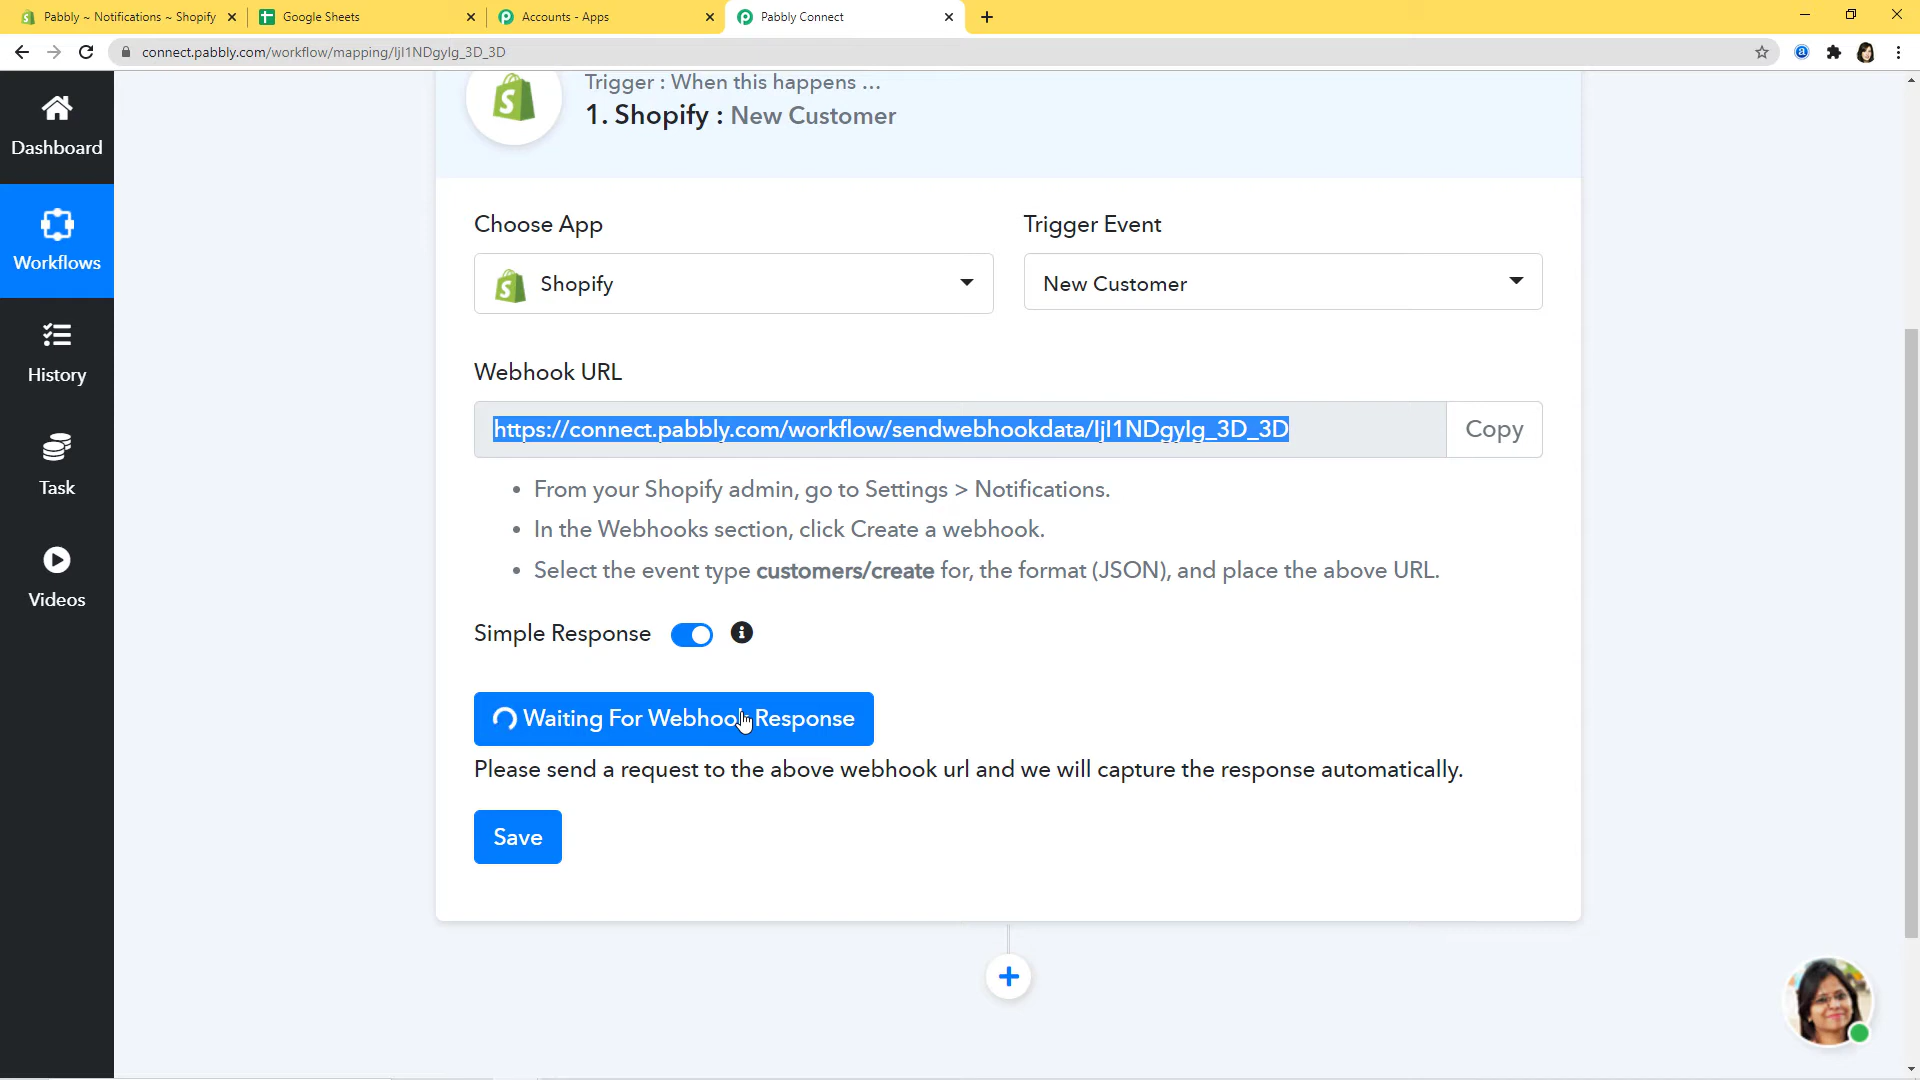 Pabbly ~ Notifications ~ Shopify
Google Sheets
Accounts - Apps
Pabbly Connect
connect.pabbly.com/workflow/mapping/IjI1NDgyIg_3D_3D
Dashboard
Workflows
History
Task
Videos
Trigger : When this happens ...
1. Shopify : New Customer
Choose App
Trigger Event
Shopify
New Customer
Webhook URL
https://connect.pabbly.com/workflow/sendwebhookdata/IjI1NDgyIg_3D_3D
Copy
• From your Shopify admin, go to Settings > Notifications.
• In the Webhooks section, click Create a webhook.
• Select the event type customers/create for, the format (JSON), and place the above URL.
Simple Response
Waiting For Webhook Response
Please send a request to the above webhook url and we will capture the response automatically.
Save